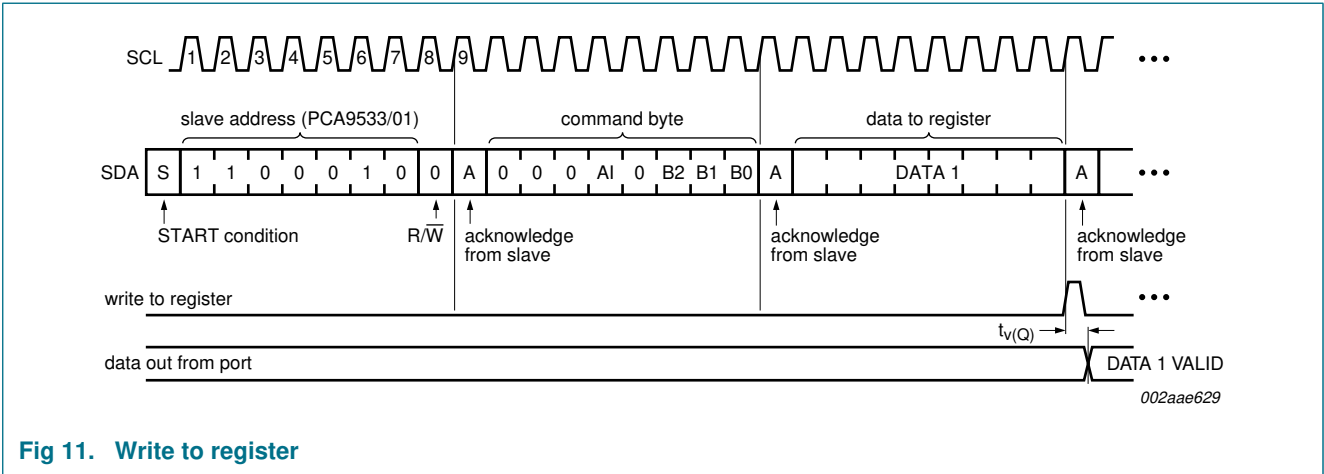 SCL 1 2 3 4 5 6 7 8 9
slave address (PCA9533/01) command byte data to register
SDA S 1 1 0 0 0 1 0 0 A 0 0 0 AI 0 B2 B1 B0 A DATA 1 A
START condition R/W acknowledge acknowledge acknowledge
from slave from slave from slave
write to register
tv(Q)
data out from port DATA 1 VALID
002aae629
Fig 11. Write to register